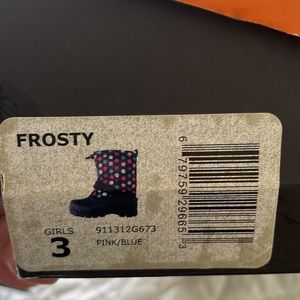 FROSTY
GIRLS
3
911312G673
PINK/BLUE
6 79759 29665 3